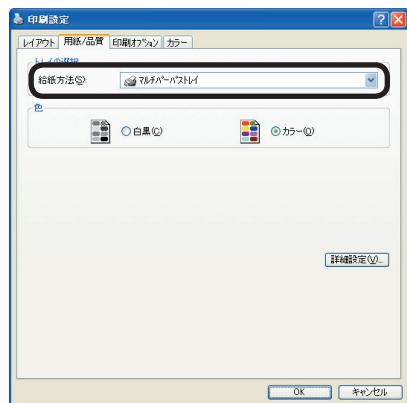 印刷設定
レイアウト 用紙/品質 印刷オプション カラー
トレイの選択
給紙方法(S): マルチパーパストレイ
色
白黒(C) カラー(O)
詳細設定(V)...
OK キャンセル